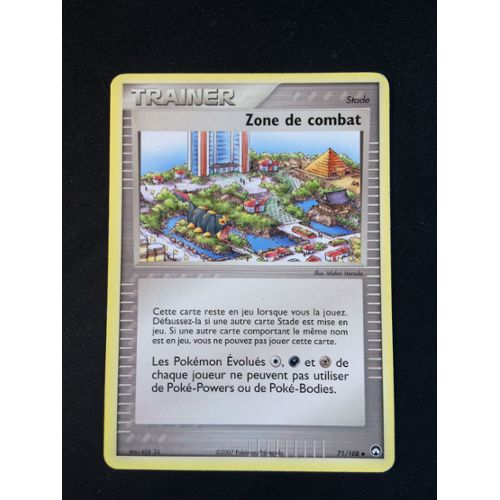 TRAINER
Stade
Zone de combat
Illus. Midori Harada
Cette carte reste en jeu lorsque vous la jouez.
Défaussez-la si une autre carte Stade est mise en
jeu. Si une autre carte comportant le même nom
est en jeu, vous ne pouvez pas jouer cette carte.
Les Pokémon Évolués , et de
chaque joueur ne peuvent pas utiliser
de Poké-Powers ou de Poké-Bodies.
©2007 Pokémon/Nintendo
71/108